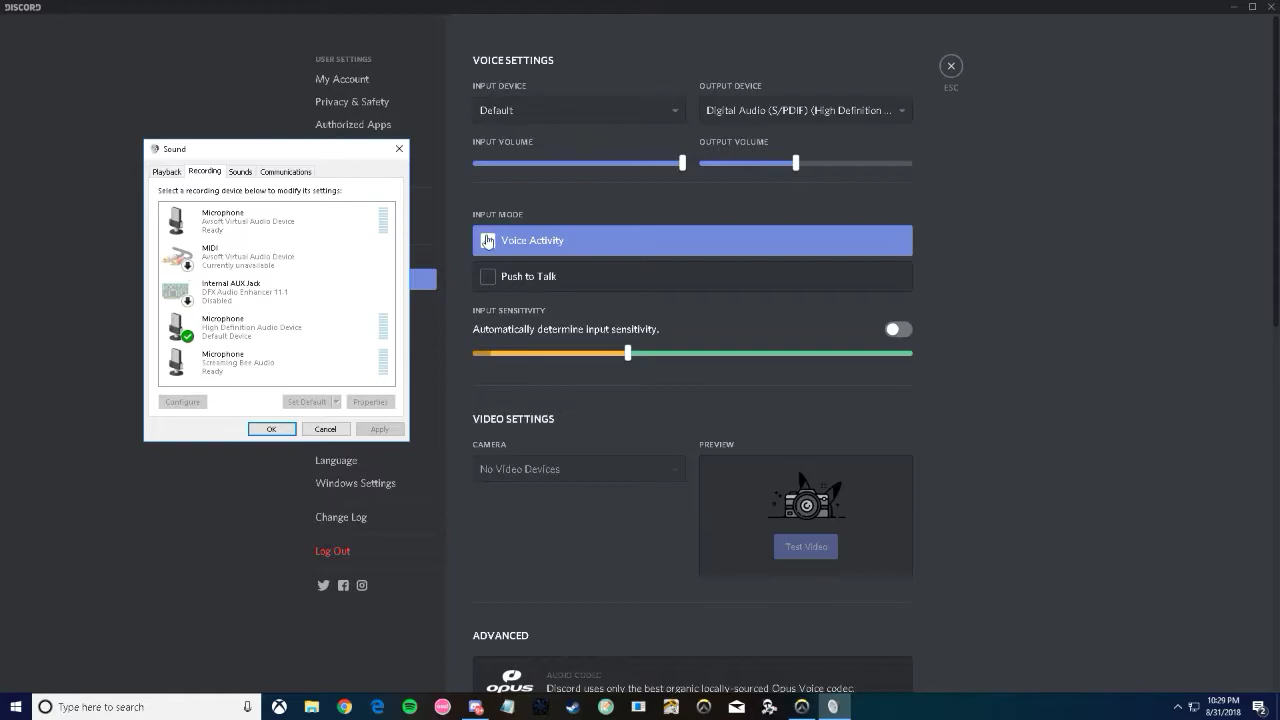 DISCORD
USER SETTINGS
My Account
Privacy & Safety
Authorized Apps
Sound
Playback
Recording
Sounds
Communications
Select a recording device below to modify its settings:
Microphone
Avsoft Virtual Audio Device
Ready
MIDI
Avsoft Virtual Audio Device
Currently unavailable
Internal AUX Jack
DFX Audio Enhancer 11-1
Disabled
Microphone
High Definition Audio Device
Default Device
Microphone
Screaming Bee Audio
Ready
Configure
Set Default
Properties
OK
Cancel
Apply
Language
Windows Settings
Change Log
Log Out
VOICE SETTINGS
INPUT DEVICE
Default
OUTPUT DEVICE
Digital Audio (S/PDIF) (High Definition ...
INPUT VOLUME
OUTPUT VOLUME
INPUT MODE
Voice Activity
Push to Talk
INPUT SENSITIVITY
Automatically determine input sensitivity.
VIDEO SETTINGS
CAMERA
No Video Devices
PREVIEW
Test Video
ADVANCED
opus
AUDIO CODEC
Discord uses only the best organic locally-sourced Opus Voice codec.
ESC
Type here to search
10:29 PM
8/31/2018
2